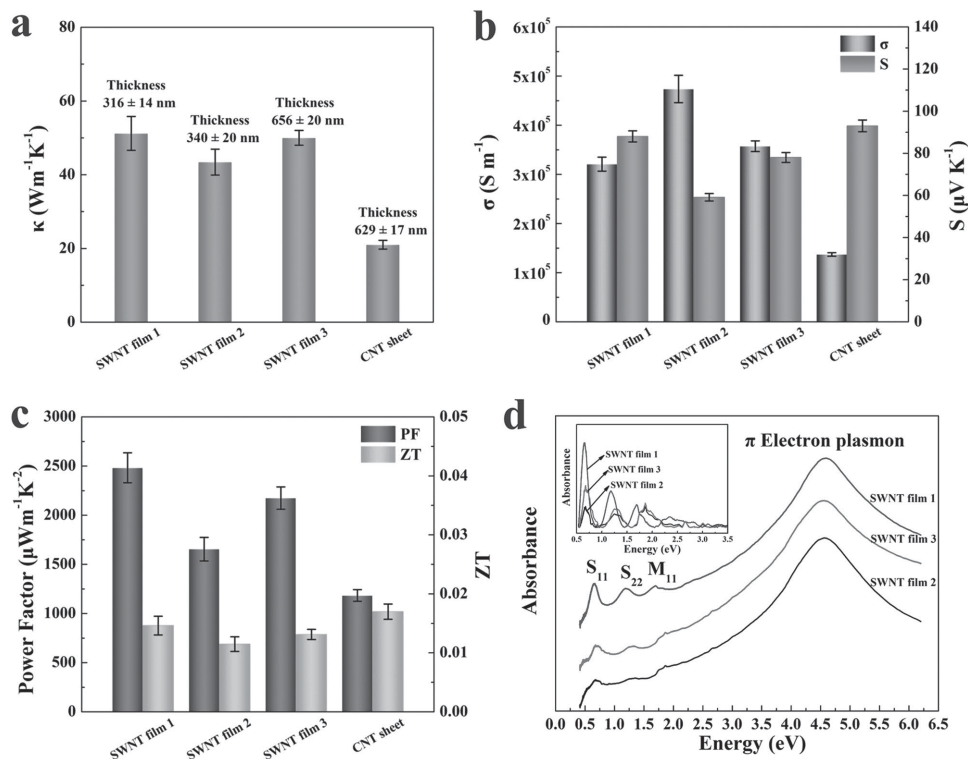 a
80
60
40
20
0
κ (Wm⁻¹K⁻¹)
Thickness
316 ± 14 nm
Thickness
340 ± 20 nm
Thickness
656 ± 20 nm
Thickness
629 ± 17 nm
SWNT film 1
SWNT film 2
SWNT film 3
CNT sheet
b
6x10⁵
5x10⁵
4x10⁵
3x10⁵
2x10⁵
1x10⁵
0
σ (S m⁻¹)
σ
S
140
120
100
80
60
40
20
0
S (μV K⁻¹)
SWNT film 1
SWNT film 2
SWNT film 3
CNT sheet
c
3000
2500
2000
1500
1000
750
500
250
0
Power Factor (μWm⁻¹K⁻²)
PF
ZT
0.05
0.04
0.03
0.02
0.01
0.00
ZT
SWNT film 1
SWNT film 2
SWNT film 3
CNT sheet
d
π Electron plasmon
Absorbance
SWNT film 1
SWNT film 3
SWNT film 2
0.5 1.0 1.5 2.0 2.5 3.0 3.5
Energy (eV)
S₁₁
S₂₂
M₁₁
SWNT film 1
SWNT film 3
SWNT film 2
Absorbance
0.0 0.5 1.0 1.5 2.0 2.5 3.0 3.5 4.0 4.5 5.0 5.5 6.0 6.5
Energy (eV)